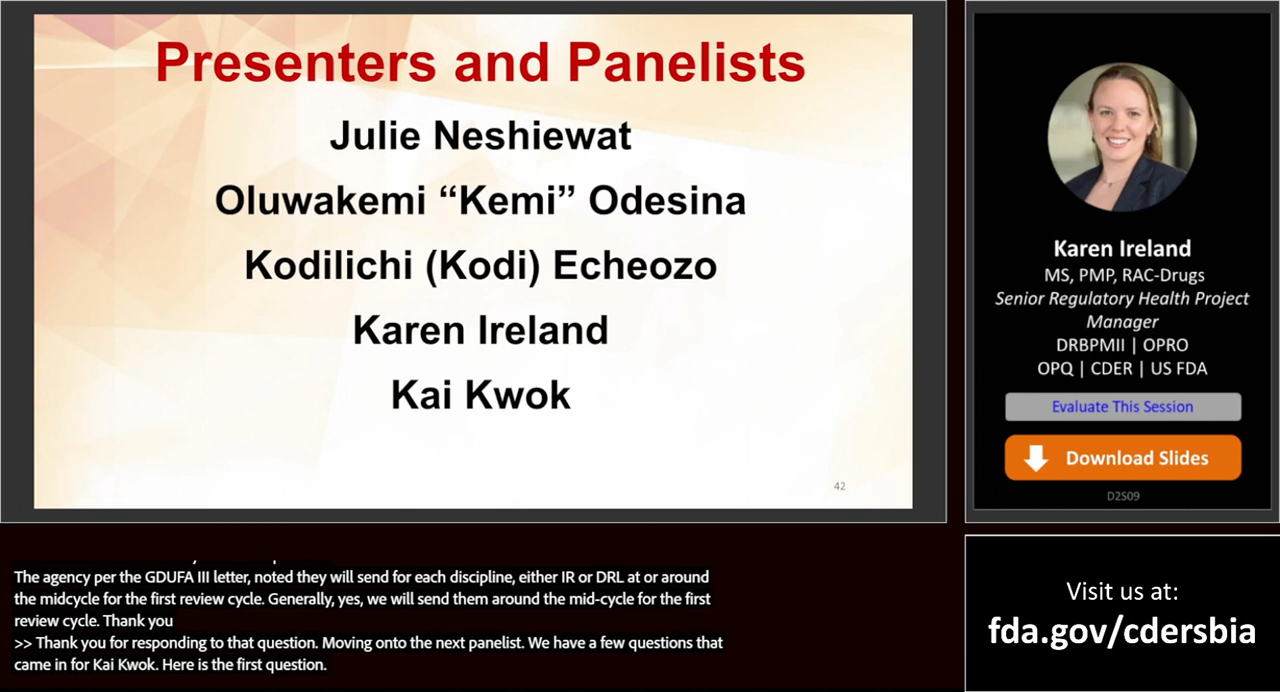 Presenters and Panelists
Julie Neshiewat
Oluwakemi “Kemi” Odesina
Kodilichi (Kodi) Echeozo
Karen Ireland
Kai Kwok
42
Karen Ireland
MS, PMP, RAC-Drugs
Senior Regulatory Health Project
Manager
DRBPMII | OPRO
OPQ | CDER | US FDA
Evaluate This Session
Download Slides
D2S09
The agency per the GDUFA III letter, noted they will send for each discipline, either IR or DRL at or around
the midcycle for the first review cycle. Generally, yes, we will send them around the mid-cycle for the first
review cycle. Thank you
>> Thank you for responding to that question. Moving onto the next panelist. We have a few questions that
came in for Kai Kwok. Here is the first question.
Visit us at:
fda.gov/cdersbia